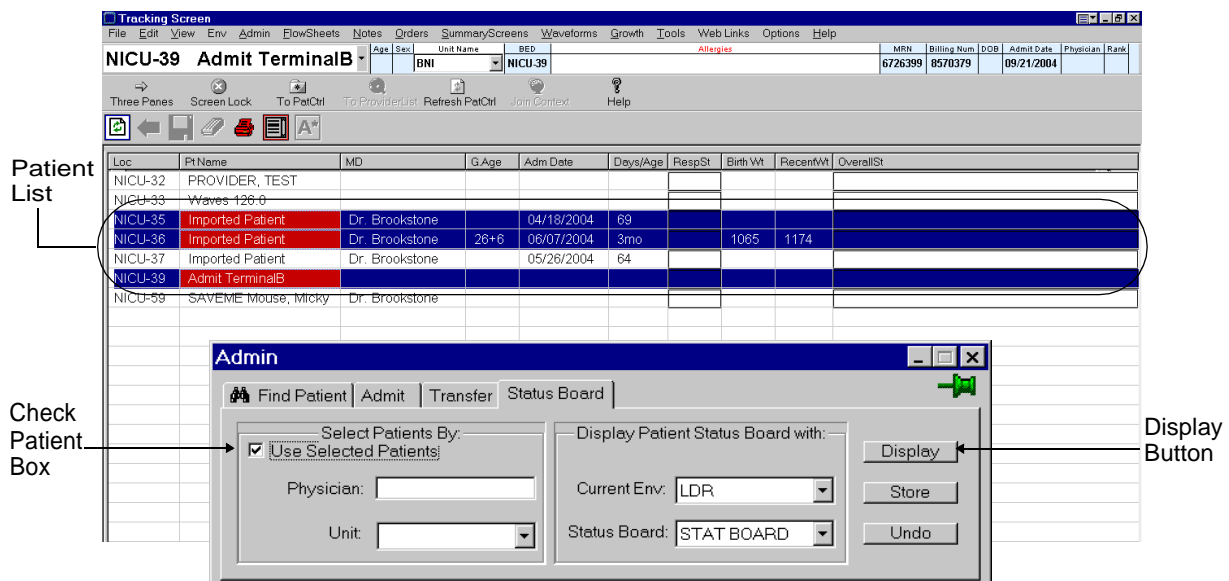 Tracking Screen
File Edit View Env Admin FlowSheets Notes Orders SummaryScreens Waveforms Growth Tools Web Links Options Help
Age Sex Unit Name BED Allergies MRN Billing Num DOB Admit Date Physician Rank
NICU-39 Admit TerminalB BNI NICU-39 6726399 8570379 09/21/2004
Three Panes Screen Lock To PatCtrl To ProviderList Refresh PatCtrl Join Context Help
A*
Loc Pt Name MD G.Age Adm Date Days/Age RespSt Birth Wt RecentWt OverallSt
NICU-32 PROVIDER, TEST
NICU-33 Waves 126.0
NICU-35 Imported Patient Dr. Brookstone 04/18/2004 69
NICU-36 Imported Patient Dr. Brookstone 26+6 06/07/2004 3mo 1065 1174
NICU-37 Imported Patient Dr. Brookstone 05/26/2004 64
NICU-39 Admit TerminalB
NICU-59 SAVEME Mouse, Micky Dr. Brookstone
Patient
List
Admin
Find Patient Admit Transfer Status Board
Select Patients By: Display Patient Status Board with:
Use Selected Patients Display
Physician: Current Env: LDR Store
Unit: Status Board: STAT BOARD Undo
Check
Patient
Box
Display
Button